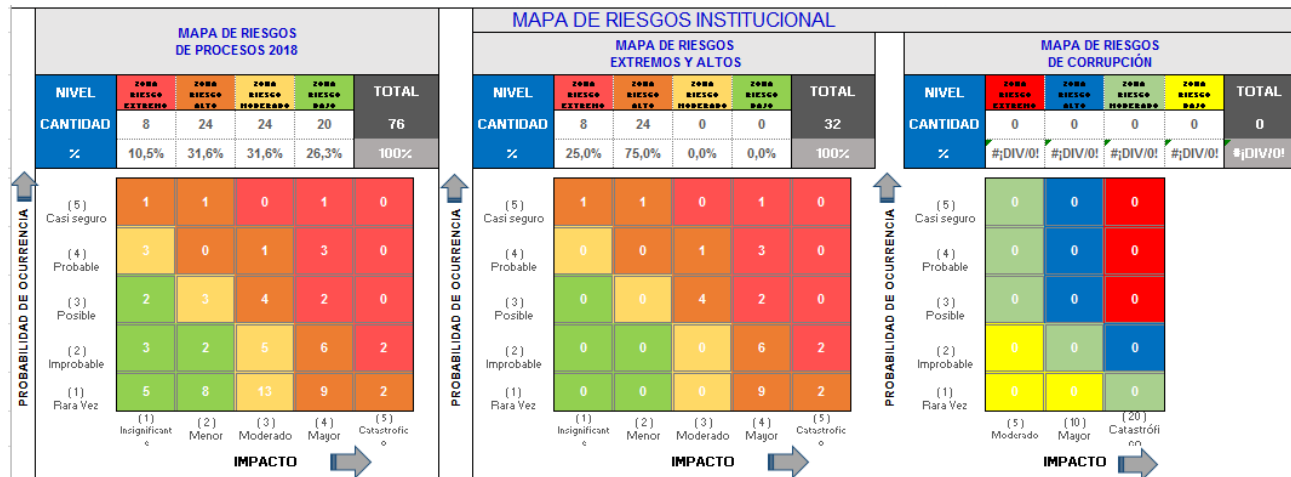 MAPA DE RIESGOS
DE PROCESOS 2018
NIVEL ZONA RIESGO EXTREMO ZONA RIESGO ALTO ZONA RIESGO MODERADO ZONA RIESGO BAJO TOTAL
CANTIDAD 8 24 24 20 76
% 10,5% 31,6% 31,6% 26,3% 100%
PROBABILIDAD DE OCURRENCIA
(5) Casi seguro 1 1 0 1 0
(4) Probable 3 0 1 3 0
(3) Posible 2 3 4 2 0
(2) Improbable 3 2 5 6 2
(1) Rara Vez 5 8 13 9 2
(1) Insignificante (2) Menor (3) Moderado (4) Mayor (5) Catastrofico
IMPACTO
MAPA DE RIESGOS INSTITUCIONAL
MAPA DE RIESGOS
EXTREMOS Y ALTOS
NIVEL ZONA RIESGO EXTREMO ZONA RIESGO ALTO ZONA RIESGO MODERADO ZONA RIESGO BAJO TOTAL
CANTIDAD 8 24 0 0 32
% 25,0% 75,0% 0,0% 0,0% 100%
PROBABILIDAD DE OCURRENCIA
(5) Casi seguro 1 1 0 1 0
(4) Probable 0 0 1 3 0
(3) Posible 0 0 4 2 0
(2) Improbable 0 0 0 6 2
(1) Rara Vez 0 0 0 9 2
(1) Insignificante (2) Menor (3) Moderado (4) Mayor (5) Catastrofico
IMPACTO
MAPA DE RIESGOS
DE CORRUPCIÓN
NIVEL ZONA RIESGO EXTREMO ZONA RIESGO ALTO ZONA RIESGO MODERADO ZONA RIESGO BAJO TOTAL
CANTIDAD 0 0 0 0 0
% #¡DIV/0! #¡DIV/0! #¡DIV/0! #¡DIV/0! #¡DIV/0!
PROBABILIDAD DE OCURRENCIA
(5) Casi seguro 0 0 0
(4) Probable 0 0 0
(3) Posible 0 0 0
(2) Improbable 0 0 0
(1) Rara Vez 0 0 0
(5) Moderado (10) Mayor (20) Catastrófico
IMPACTO